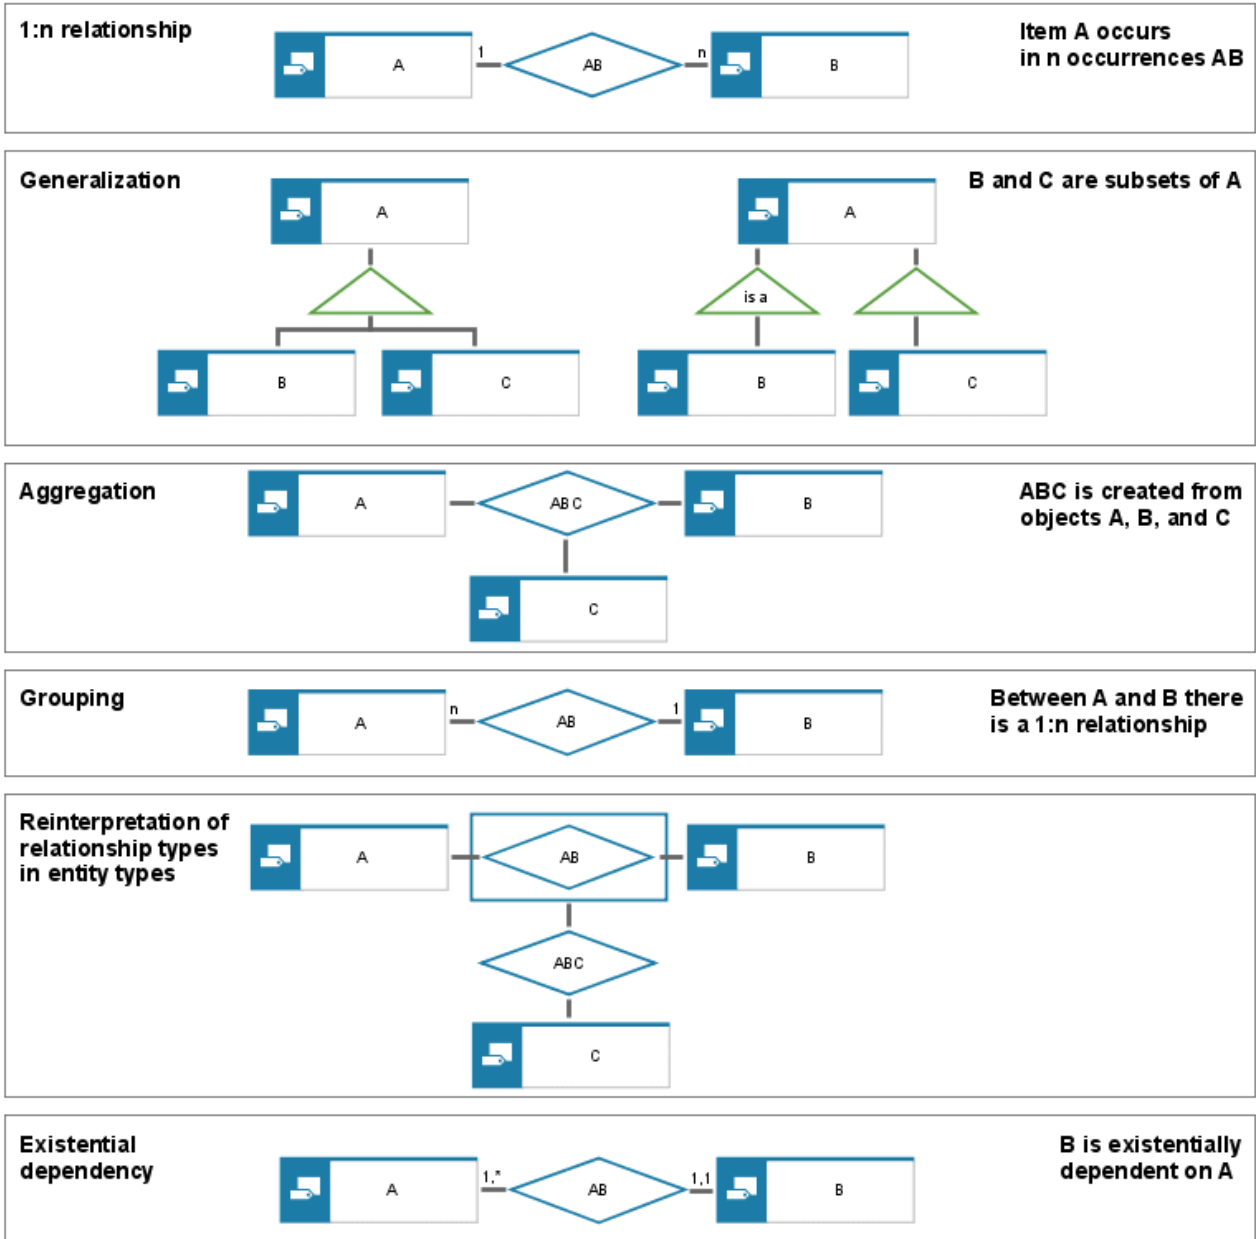 1:n relationship
A
1
AB
n
B
Item A occurs
in n occurrences AB
Generalization
A
B
C
A
is a
B
C
B and C are subsets of A
Aggregation
A
ABC
B
C
ABC is created from
objects A, B, and C
Grouping
A
n
AB
1
B
Between A and B there
is a 1:n relationship
Reinterpretation of
relationship types
in entity types
A
AB
B
ABC
C
Existential
dependency
A
1,*
AB
1,1
B
B is existentially
dependent on A